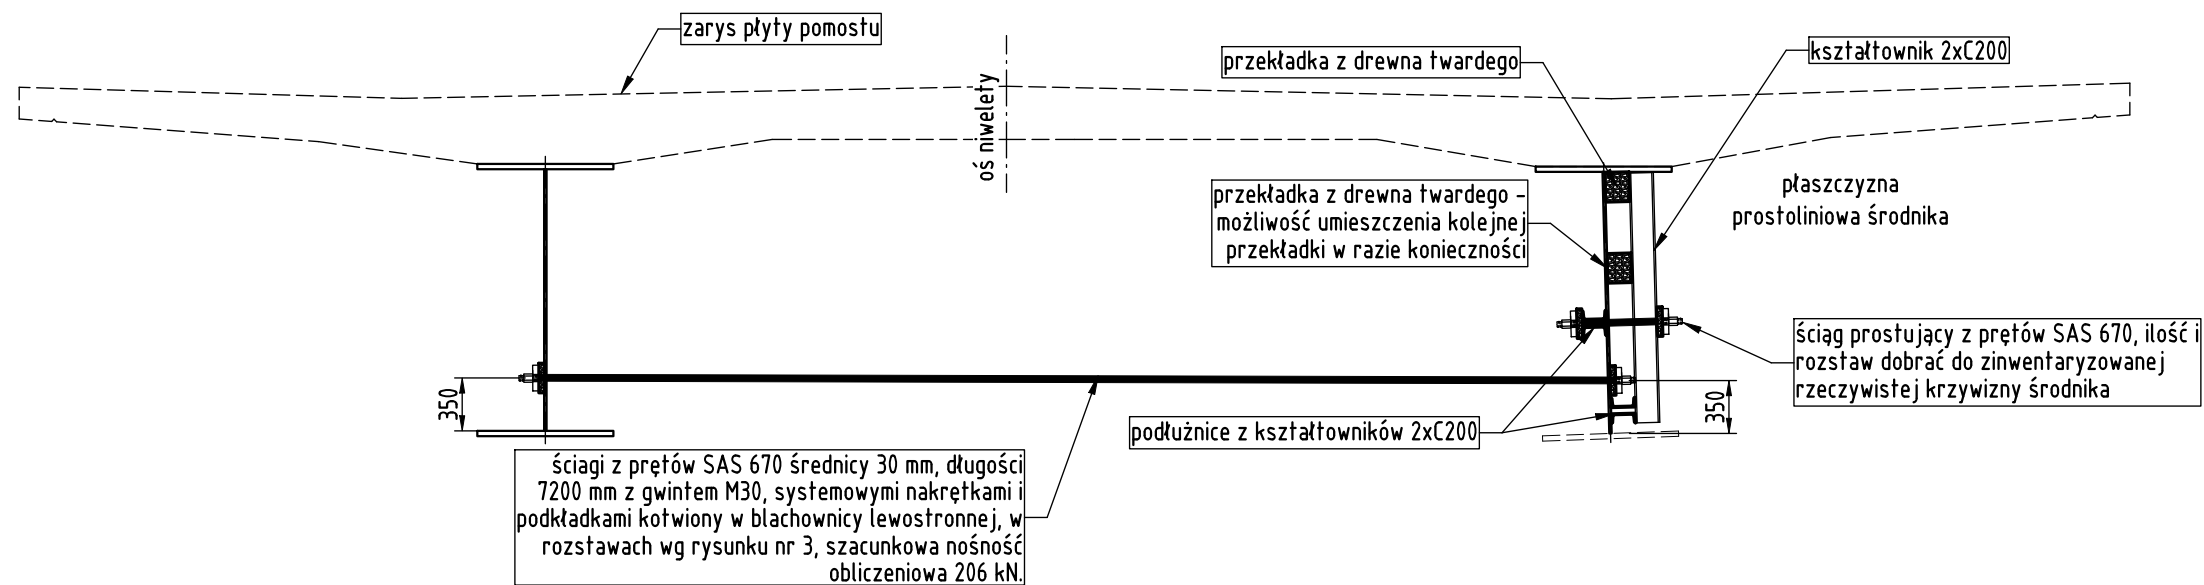 zarys płyty pomostu
oś niwelety
przekładka z drewna twardego
kształtownik 2xC200
przekładka z drewna twardego -
możliwość umieszczenia kolejnej
przekładki w razie konieczności
płaszczyzna
prostoliniowa środnika
ściąg prostujący z prętów SAS 670, ilość i
rozstaw dobrać do zinwentaryzowanej
rzeczywistej krzywizny środnika
350
350
podłużnice z kształtowników 2xC200
ściagi z prętów SAS 670 średnicy 30 mm, długości
7200 mm z gwintem M30, systemowymi nakrętkami i
podkładkami kotwiony w blachownicy lewostronnej, w
rozstawach wg rysunku nr 3, szacunkowa nośność
obliczeniowa 206 kN.